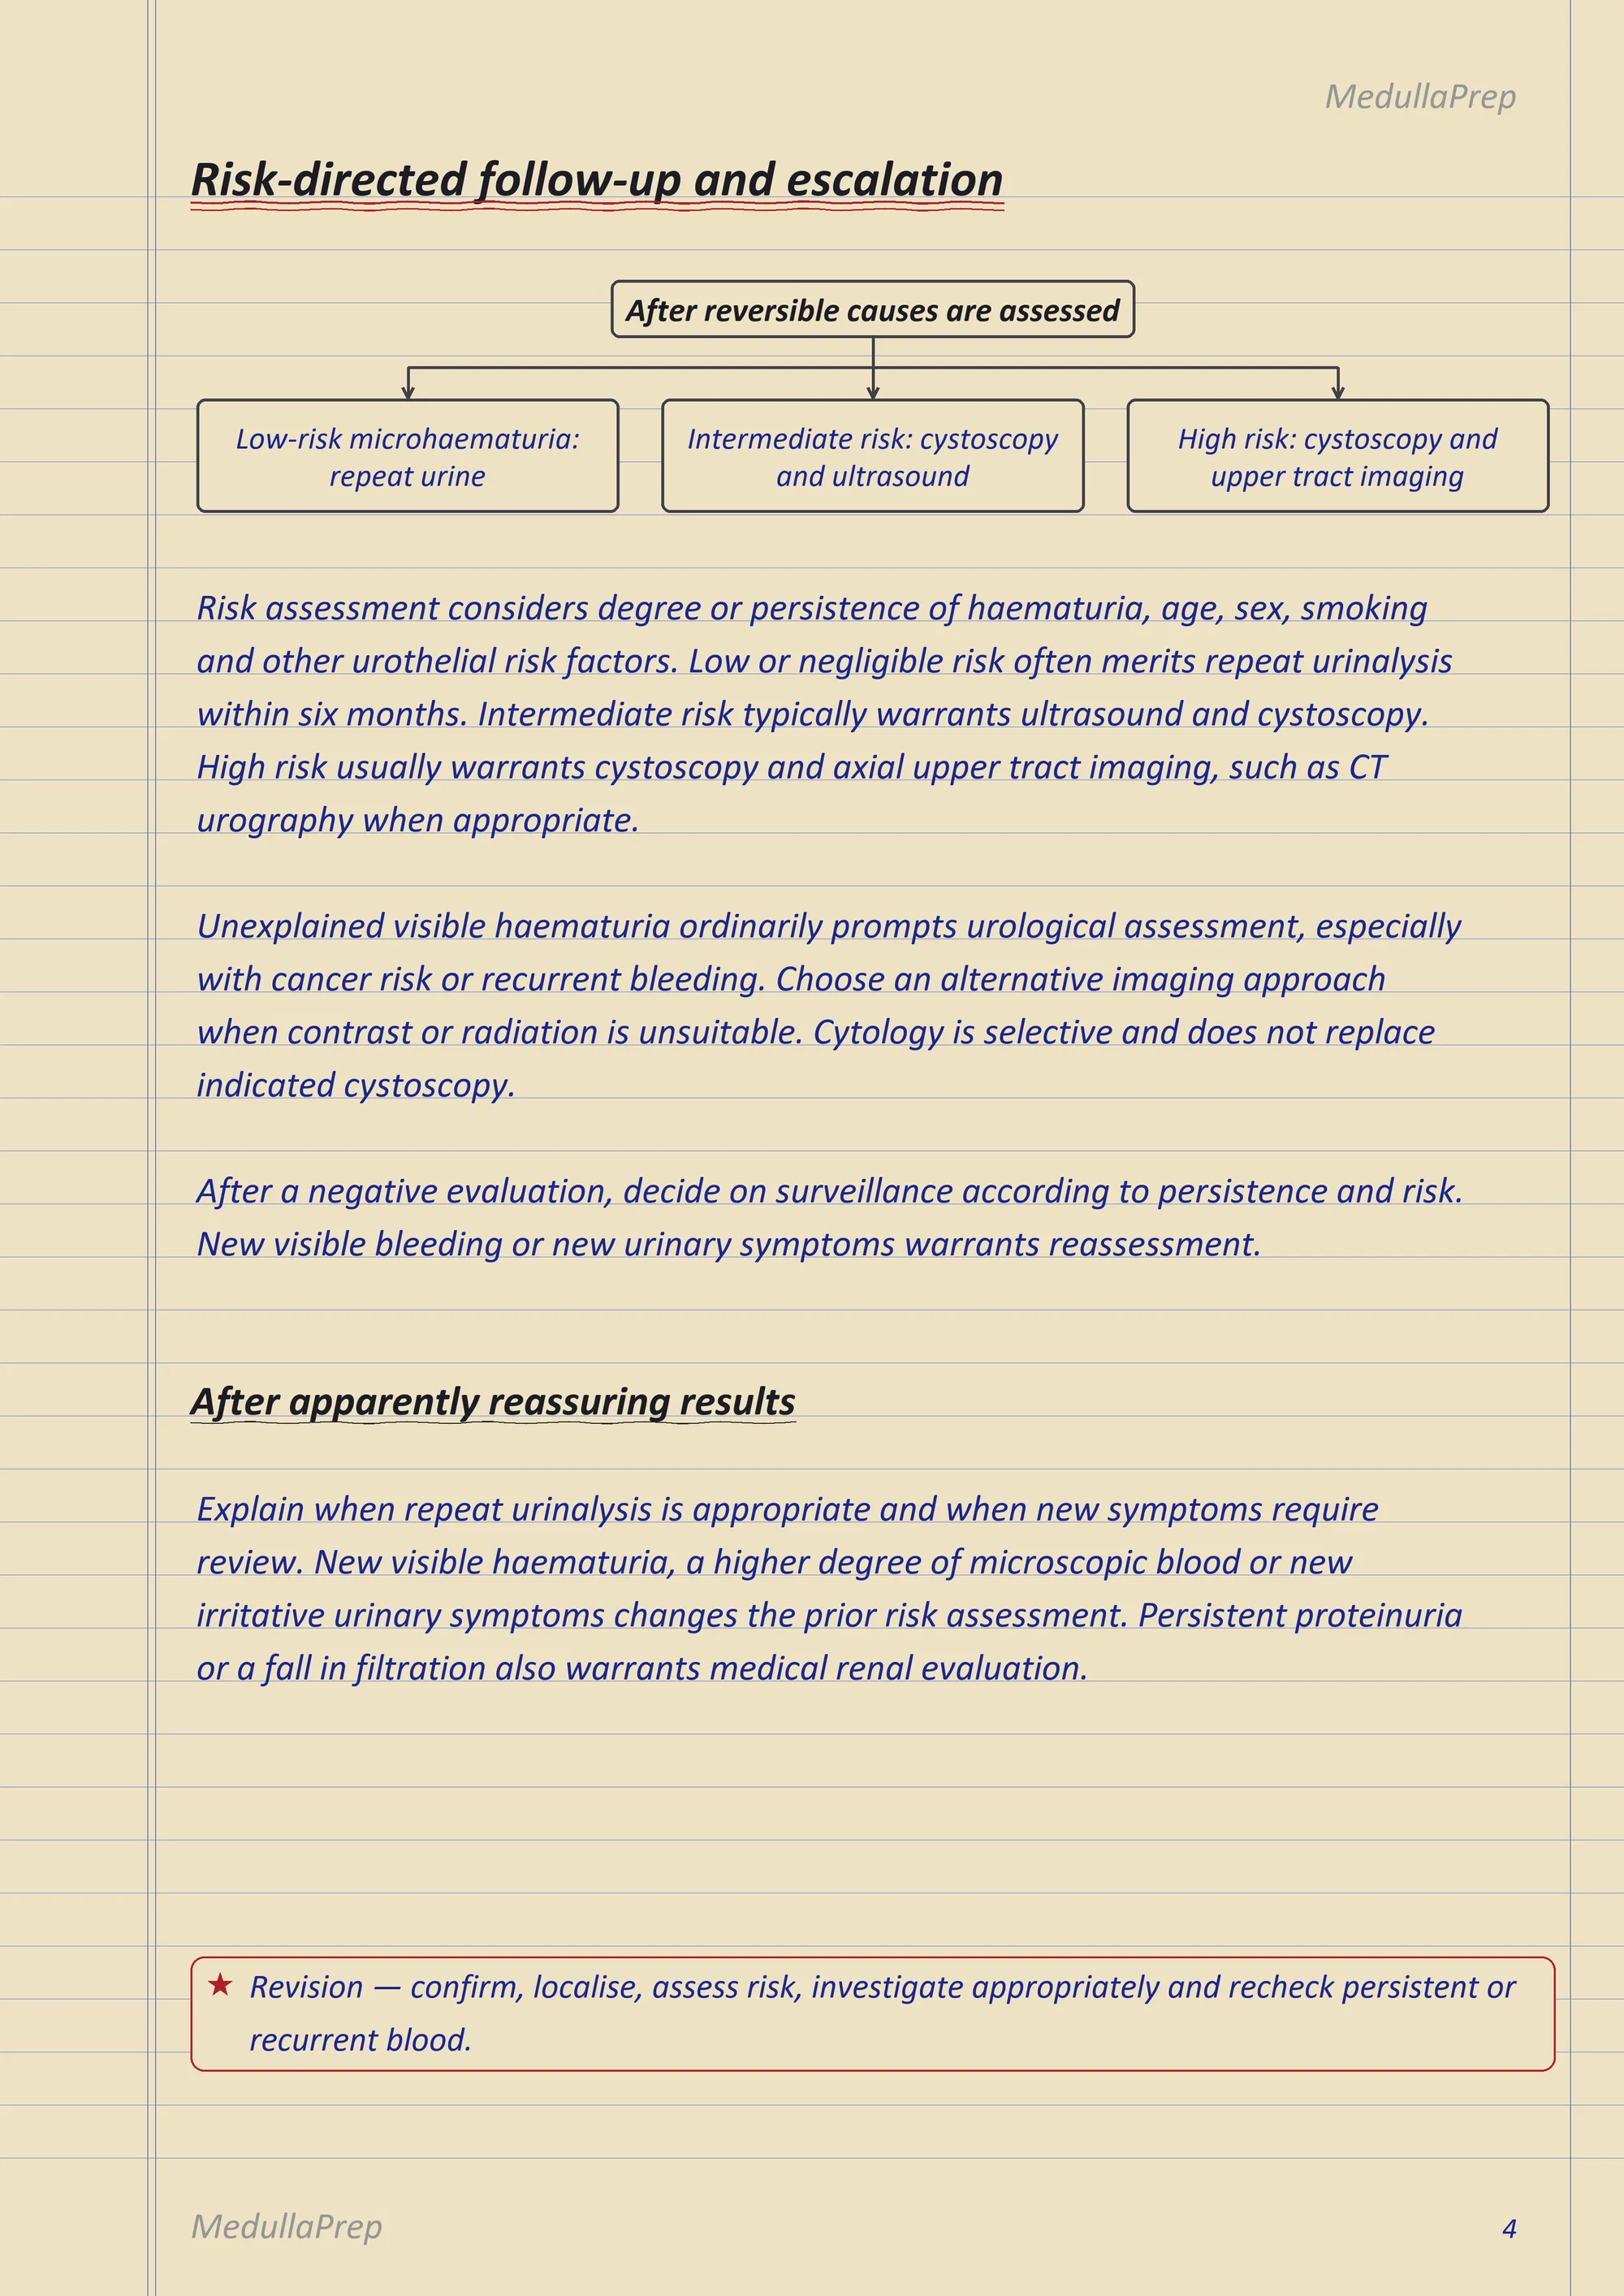 MedullaPrep
Risk-directed follow-up and escalation
After reversible causes are assessed
Low-risk microhaematuria:
repeat urine
Intermediate risk: cystoscopy
and ultrasound
High risk: cystoscopy and
upper tract imaging
Risk assessment considers degree or persistence of haematuria, age, sex, smoking
and other urothelial risk factors. Low or negligible risk often merits repeat urinalysis
within six months. Intermediate risk typically warrants ultrasound and cystoscopy.
High risk usually warrants cystoscopy and axial upper tract imaging, such as CT
urography when appropriate.
Unexplained visible haematuria ordinarily prompts urological assessment, especially
with cancer risk or recurrent bleeding. Choose an alternative imaging approach
when contrast or radiation is unsuitable. Cytology is selective and does not replace
indicated cystoscopy.
After a negative evaluation, decide on surveillance according to persistence and risk.
New visible bleeding or new urinary symptoms warrants reassessment.
After apparently reassuring results
Explain when repeat urinalysis is appropriate and when new symptoms require
review. New visible haematuria, a higher degree of microscopic blood or new
irritative urinary symptoms changes the prior risk assessment. Persistent proteinuria
or a fall in filtration also warrants medical renal evaluation.
★ Revision — confirm, localise, assess risk, investigate appropriately and recheck persistent or
recurrent blood.
MedullaPrep
4